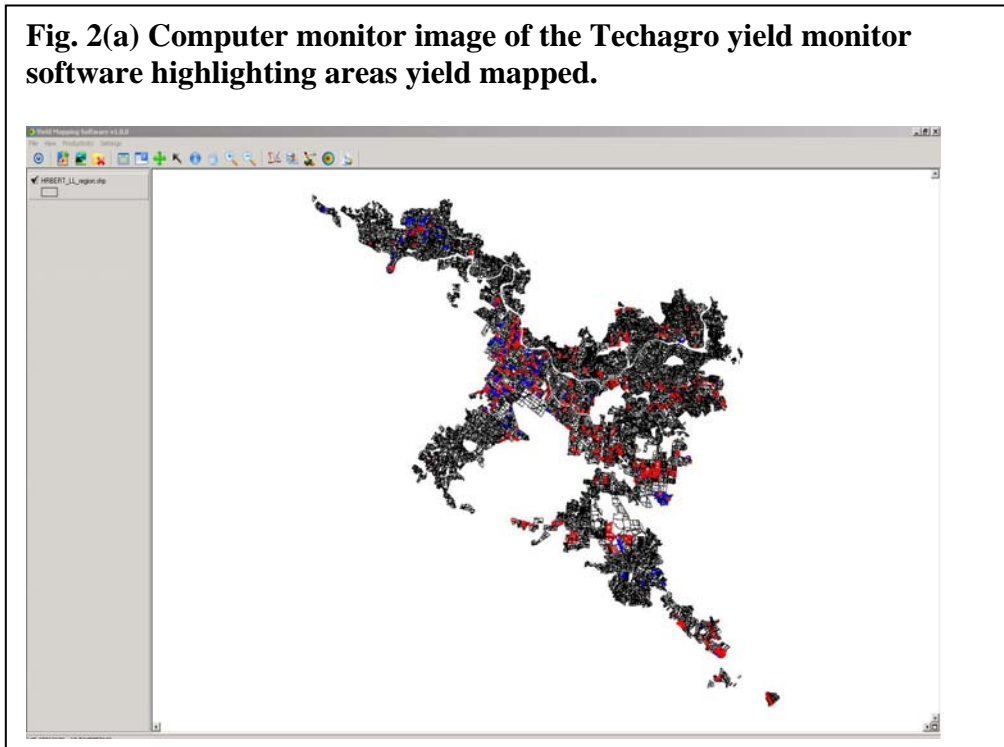 Fig. 2(a) Computer monitor image of the Techagro yield monitor
software highlighting areas yield mapped.
Yield Mapping Software v1.0.0
File View Productivity Settings
HRBERT_LL_region.shp